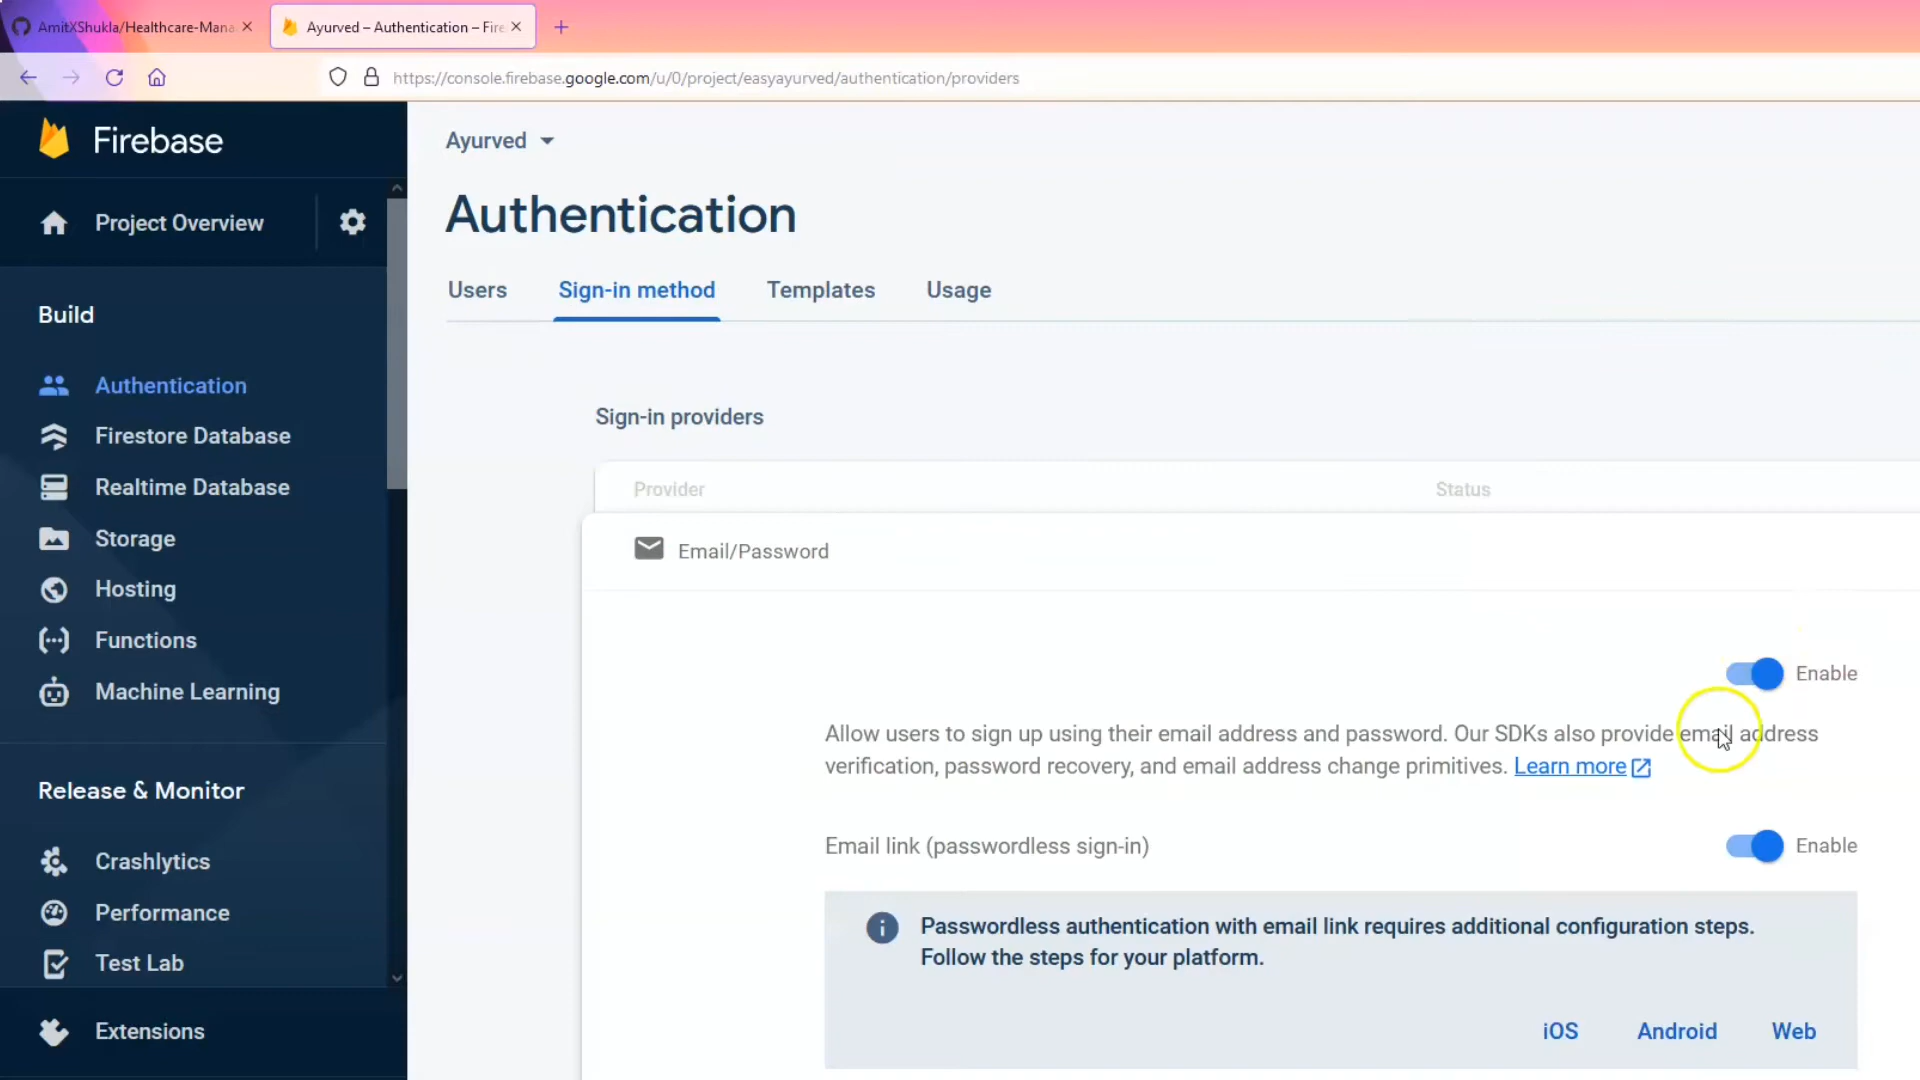 AmitXShukla/Healthcare-Mana
Ayurved – Authentication – Fire
https://console.firebase.google.com/u/0/project/easyayurved/authentication/providers
Firebase
Project Overview
Build
Authentication
Firestore Database
Realtime Database
Storage
Hosting
Functions
Machine Learning
Release & Monitor
Crashlytics
Performance
Test Lab
Extensions
Ayurved
Authentication
Users
Sign-in method
Templates
Usage
Sign-in providers
Provider
Status
Email/Password
Enable
Allow users to sign up using their email address and password. Our SDKs also provide email address
verification, password recovery, and email address change primitives. Learn more
Email link (passwordless sign-in)
Enable
Passwordless authentication with email link requires additional configuration steps.
Follow the steps for your platform.
iOS
Android
Web